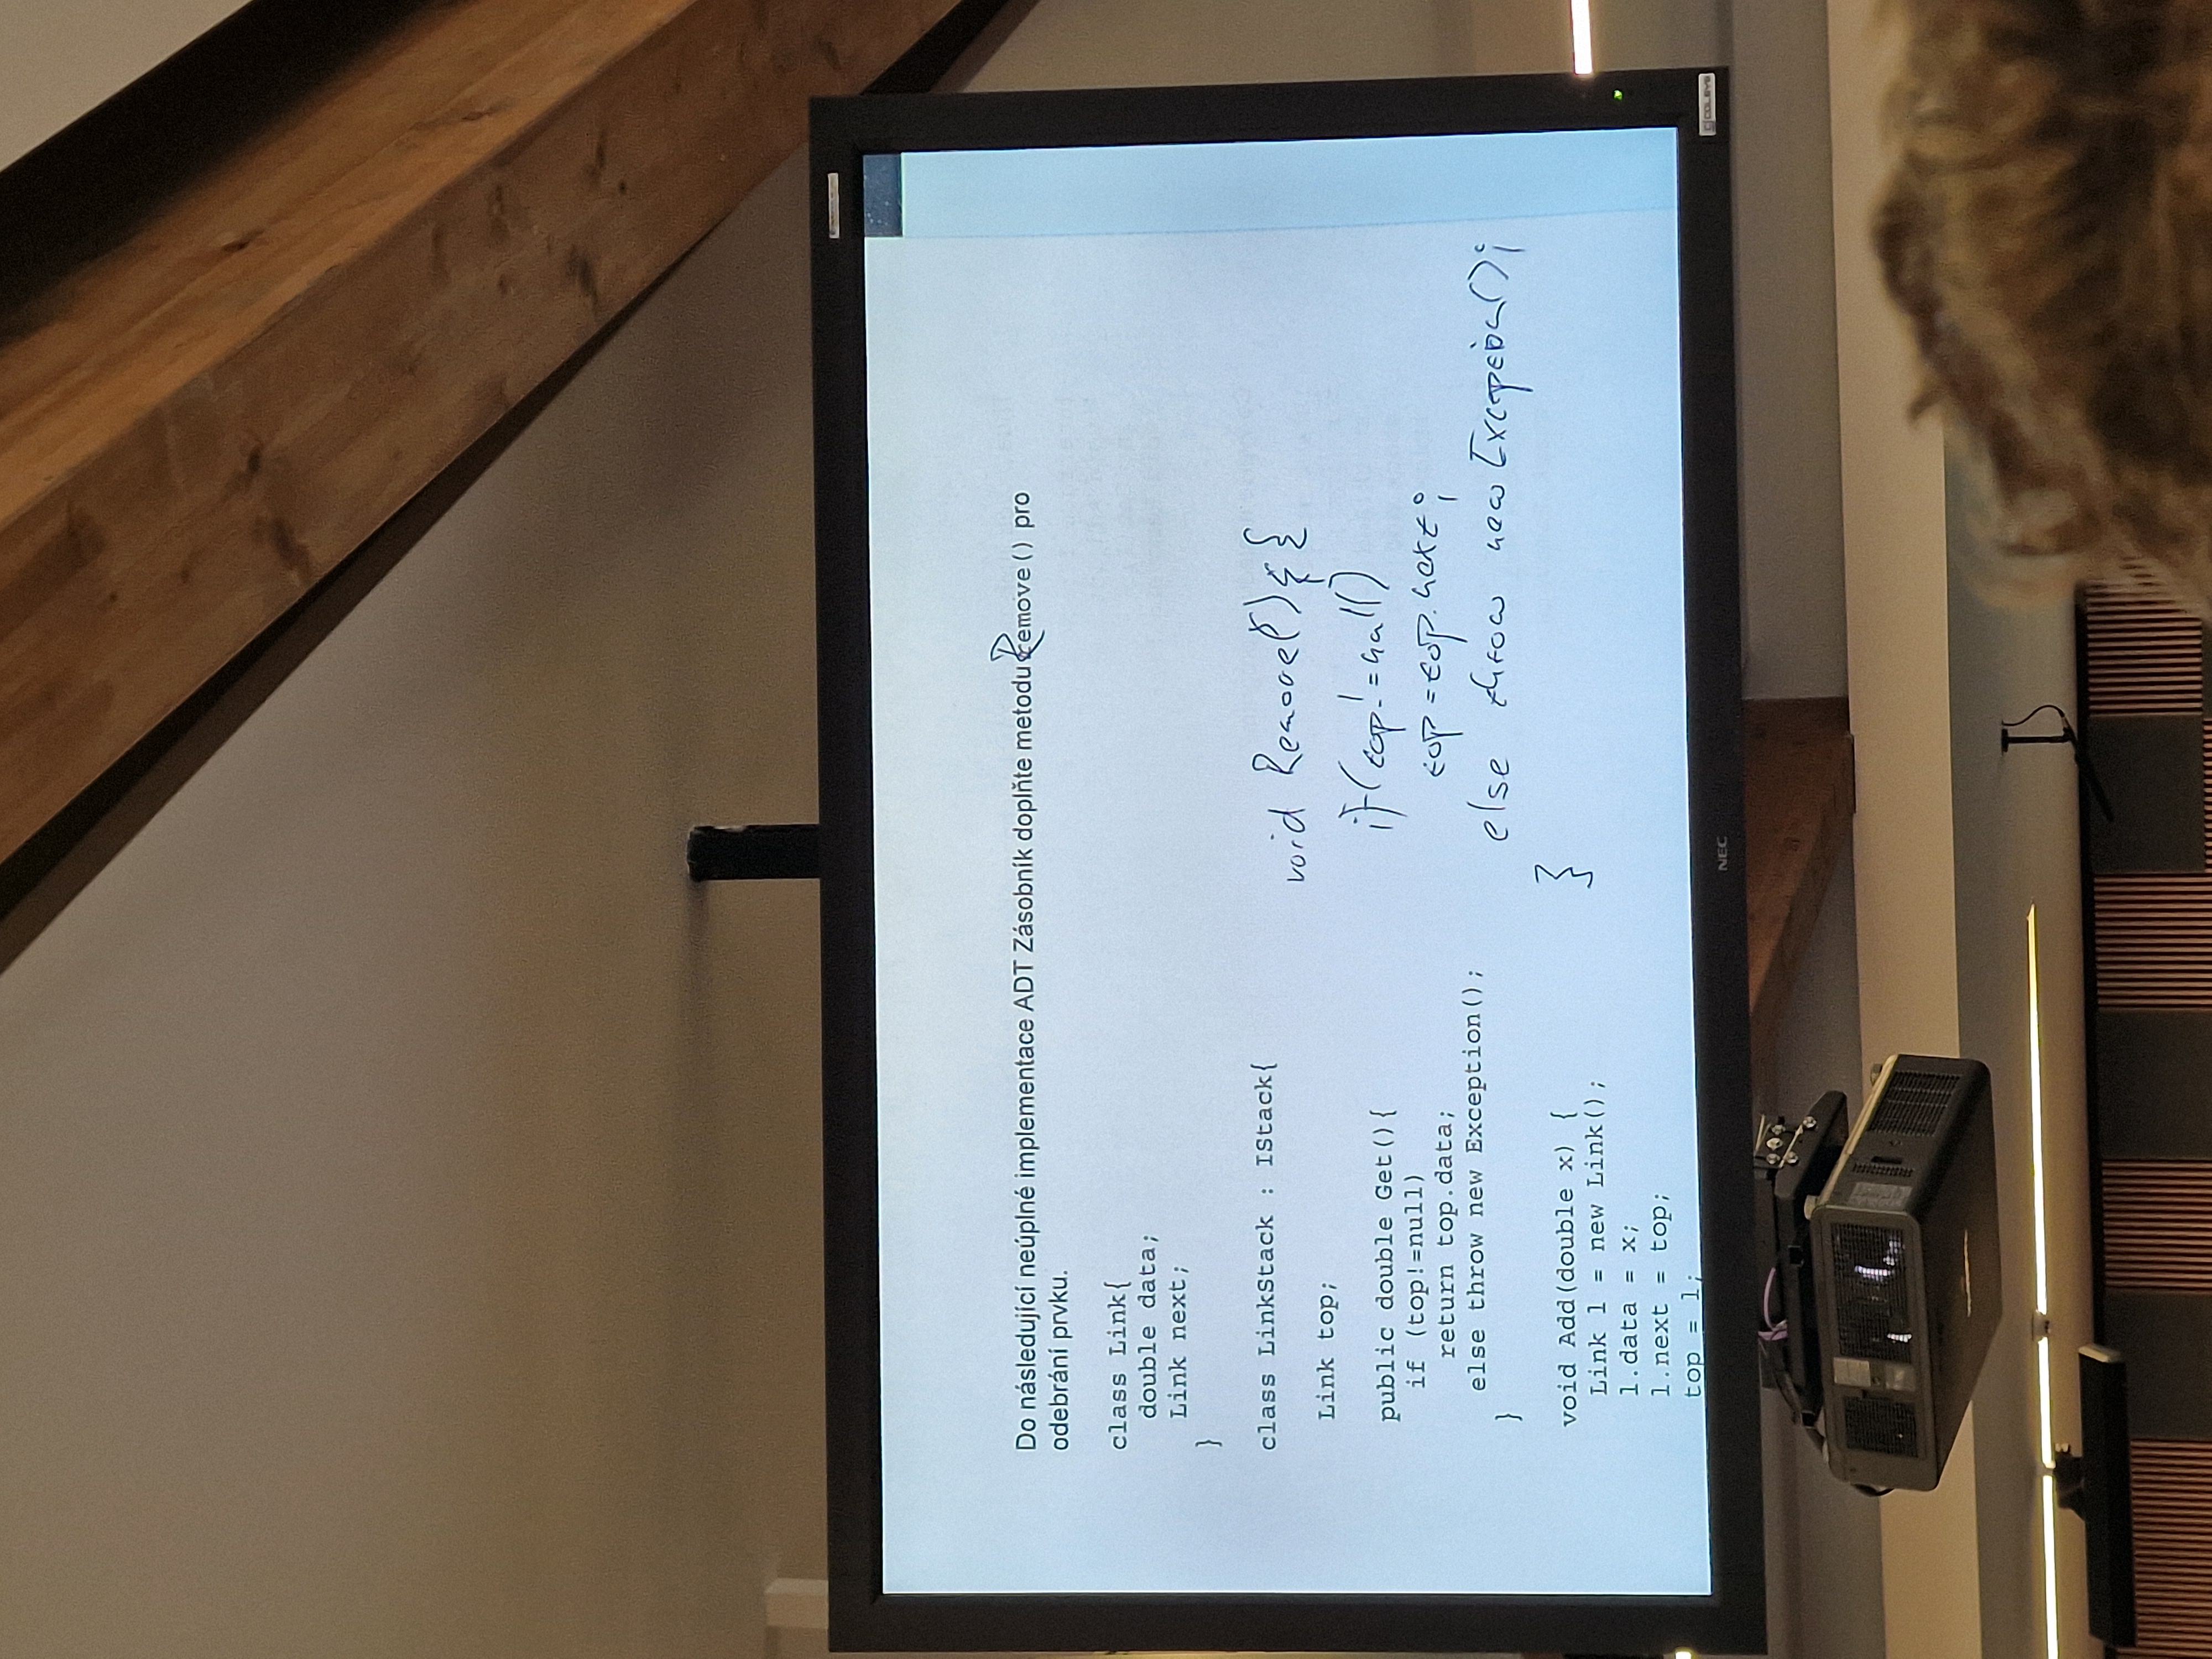 Do následující neúplné implementace ADT Zásobník doplňte metodu Remove() pro
odebrání prvku.
class Link{
double data;
Link next;
}
class LinkStack : IStack{
Link top;
public double Get(){
if (top!=null)
return top.data;
else throw new Exception();
}
void Add(double x) {
Link l = new Link();
l.data = x;
l.next = top;
top = l;
void Remove(){ {
if(top!=null)
top=top.next;
else throw new Exception();
}
NEC